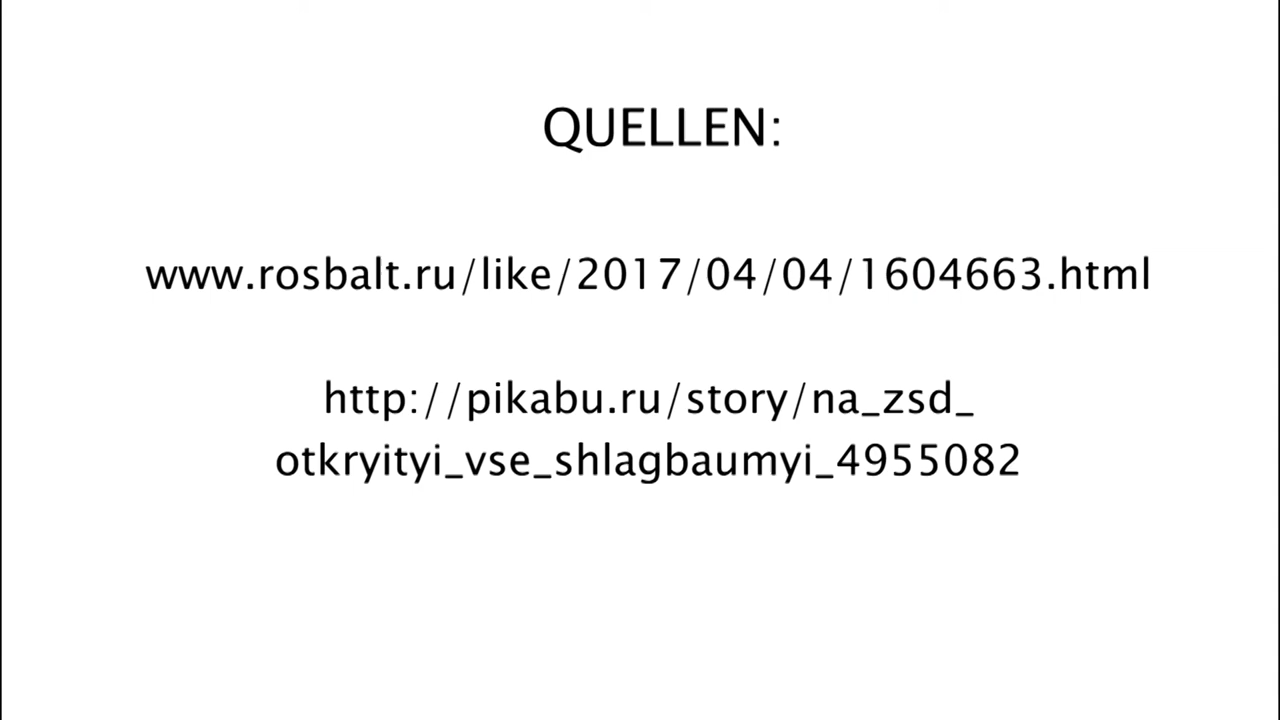 QUELLEN:
www.rosbalt.ru/like/2017/04/04/1604663.html
http://pikabu.ru/story/na_zsd_
otkryityi_vse_shlagbaumyi_4955082